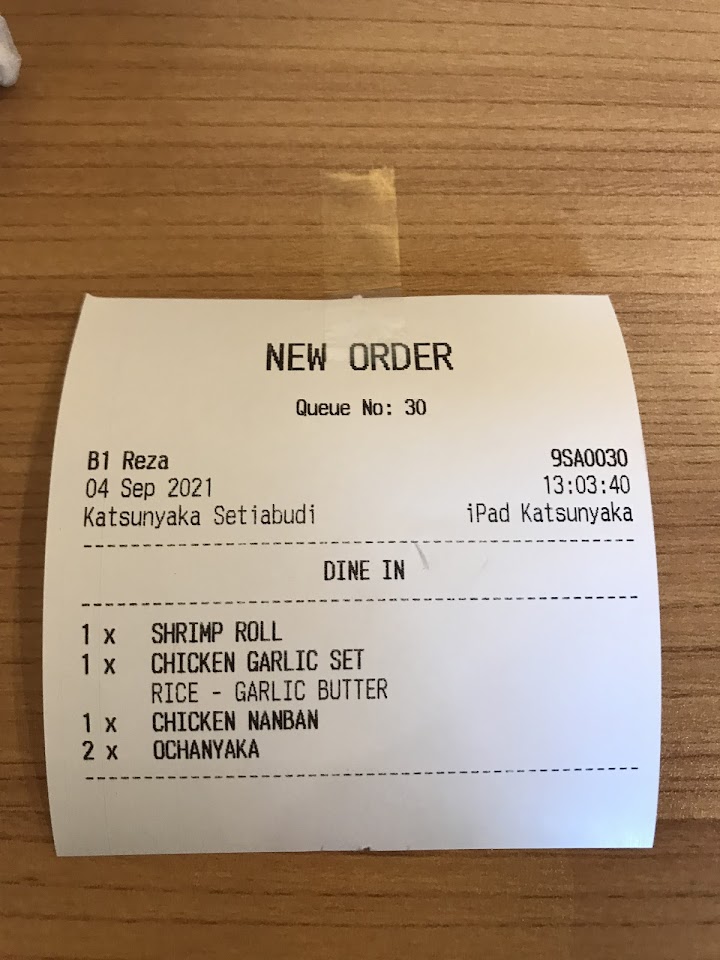 NEW ORDER
Queue No: 30
B1 Reza 9SA0030
04 Sep 2021 13:03:40
Katsunyaka Setiabudi iPad Katsunyaka
DINE IN
1 x SHRIMP ROLL
1 x CHICKEN GARLIC SET
RICE - GARLIC BUTTER
1 x CHICKEN NANBAN
2 x OCHANYAKA